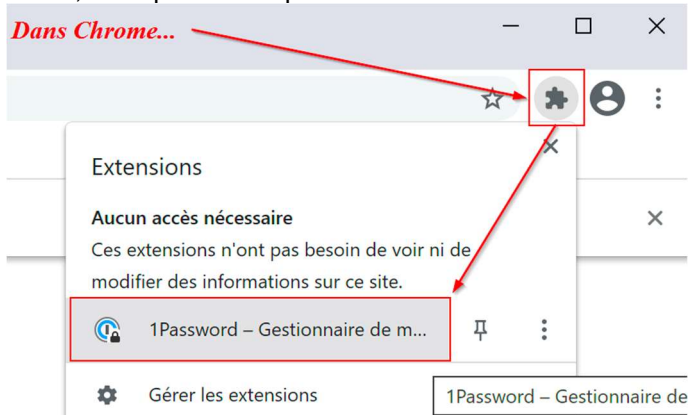 Dans Chrome...
Extensions
Aucun accès nécessaire
Ces extensions n'ont pas besoin de voir ni de
modifier des informations sur ce site.
1Password – Gestionnaire de m...
Gérer les extensions
1Password – Gestionnaire de